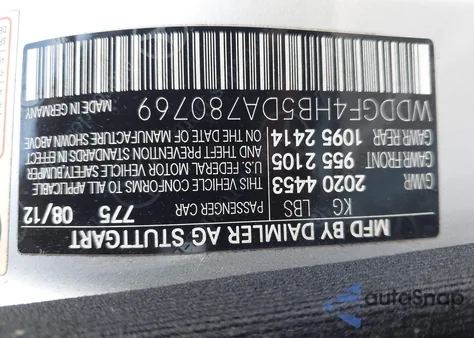 MFD BY DAIMLER AG STUTTGART
KG LBS PASSENGER CAR 775 08/12
GVWR 2020 4453 THIS VEHICLE CONFORMS TO ALL APPLICABLE
GAWR FRONT 955 2105 U.S. FEDERAL MOTOR VEHICLE SAFETY/BUMPER
GAWR REAR 1095 2414 AND THEFT PREVENTION STANDARDS IN EFFECT
ON THE DATE OF MANUFACTURE SHOWN ABOVE
WDDGF4HB5DA780769 MADE IN GERMANY
autoSnap